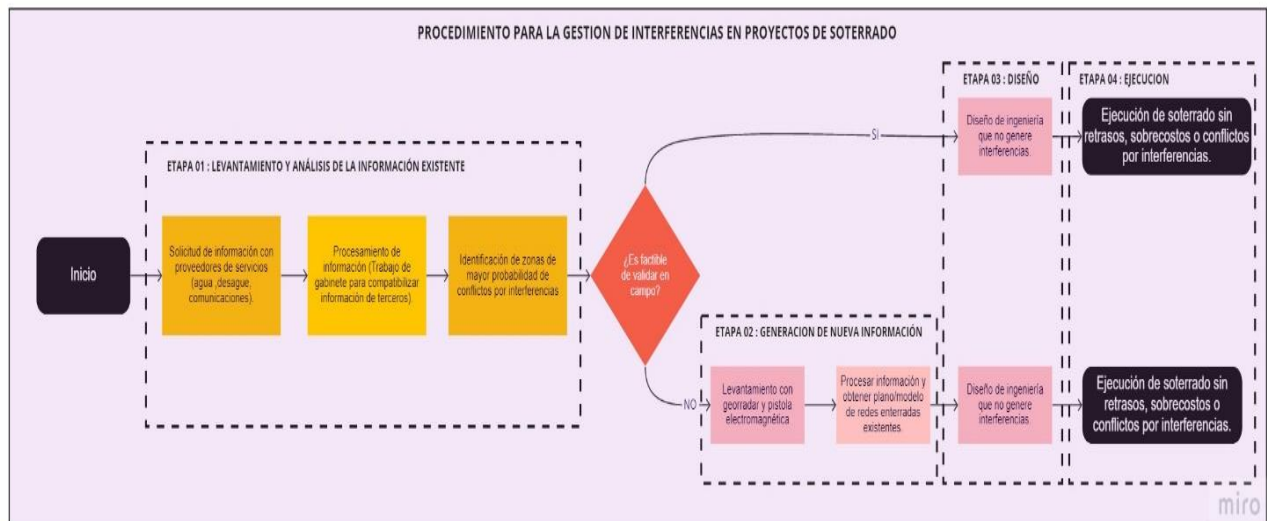 PROCEDIMIENTO PARA LA GESTION DE INTERFERENCIAS EN PROYECTOS DE SOTERRADO
ETAPA 01 : LEVANTAMIENTO Y ANÁLISIS DE LA INFORMACIÓN EXISTENTE
Inicio
Solicitud de información con
proveedores de servicios
(agua ,desague,
comunicaciones).
Procesamiento de
información (Trabajo de
gabinete para compatibilizar
información de terceros).
Identificación de zonas de
mayor probabilidad de
conflictos por interferencias
¿Es factible
de validar en
campo?
SI
ETAPA 03 : DISEÑO
Diseño de ingeniería
que no genere
interferencias.
ETAPA 04 : EJECUCION
Ejecución de soterrado sin
retrasos, sobrecostos o conflictos
por interferencias.
NO
ETAPA 02 : GENERACION DE NUEVA INFORMACIÓN
Levantamiento con
georradar y pistola
electromagnética
Procesar información y
obtener plano/modelo
de redes enterradas
existentes.
Diseño de ingeniería
que no genere
interferencias.
Ejecución de soterrado sin
retrasos, sobrecostos o
conflictos por interferencias.
miro